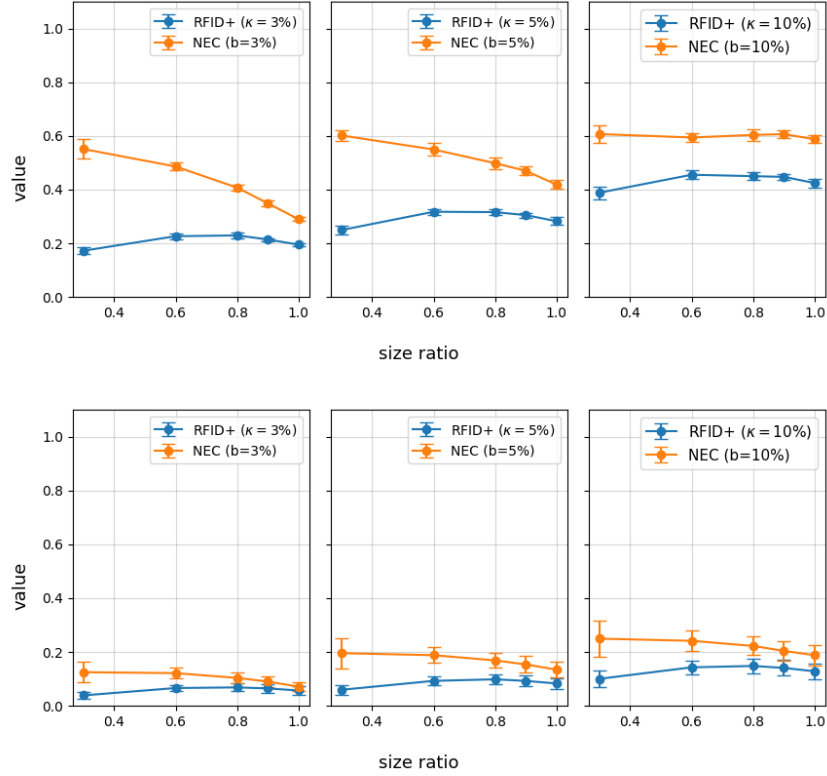 RFID+ (κ = 3%)
NEC (b=3%)
RFID+ (κ = 5%)
NEC (b=5%)
RFID+ (κ = 10%)
NEC (b=10%)
value
1.0
0.8
0.6
0.4
0.2
0.0
0.4 0.6 0.8 1.0
0.4 0.6 0.8 1.0
0.4 0.6 0.8 1.0
size ratio
RFID+ (κ = 3%)
NEC (b=3%)
RFID+ (κ = 5%)
NEC (b=5%)
RFID+ (κ = 10%)
NEC (b=10%)
value
1.0
0.8
0.6
0.4
0.2
0.0
0.4 0.6 0.8 1.0
0.4 0.6 0.8 1.0
0.4 0.6 0.8 1.0
size ratio